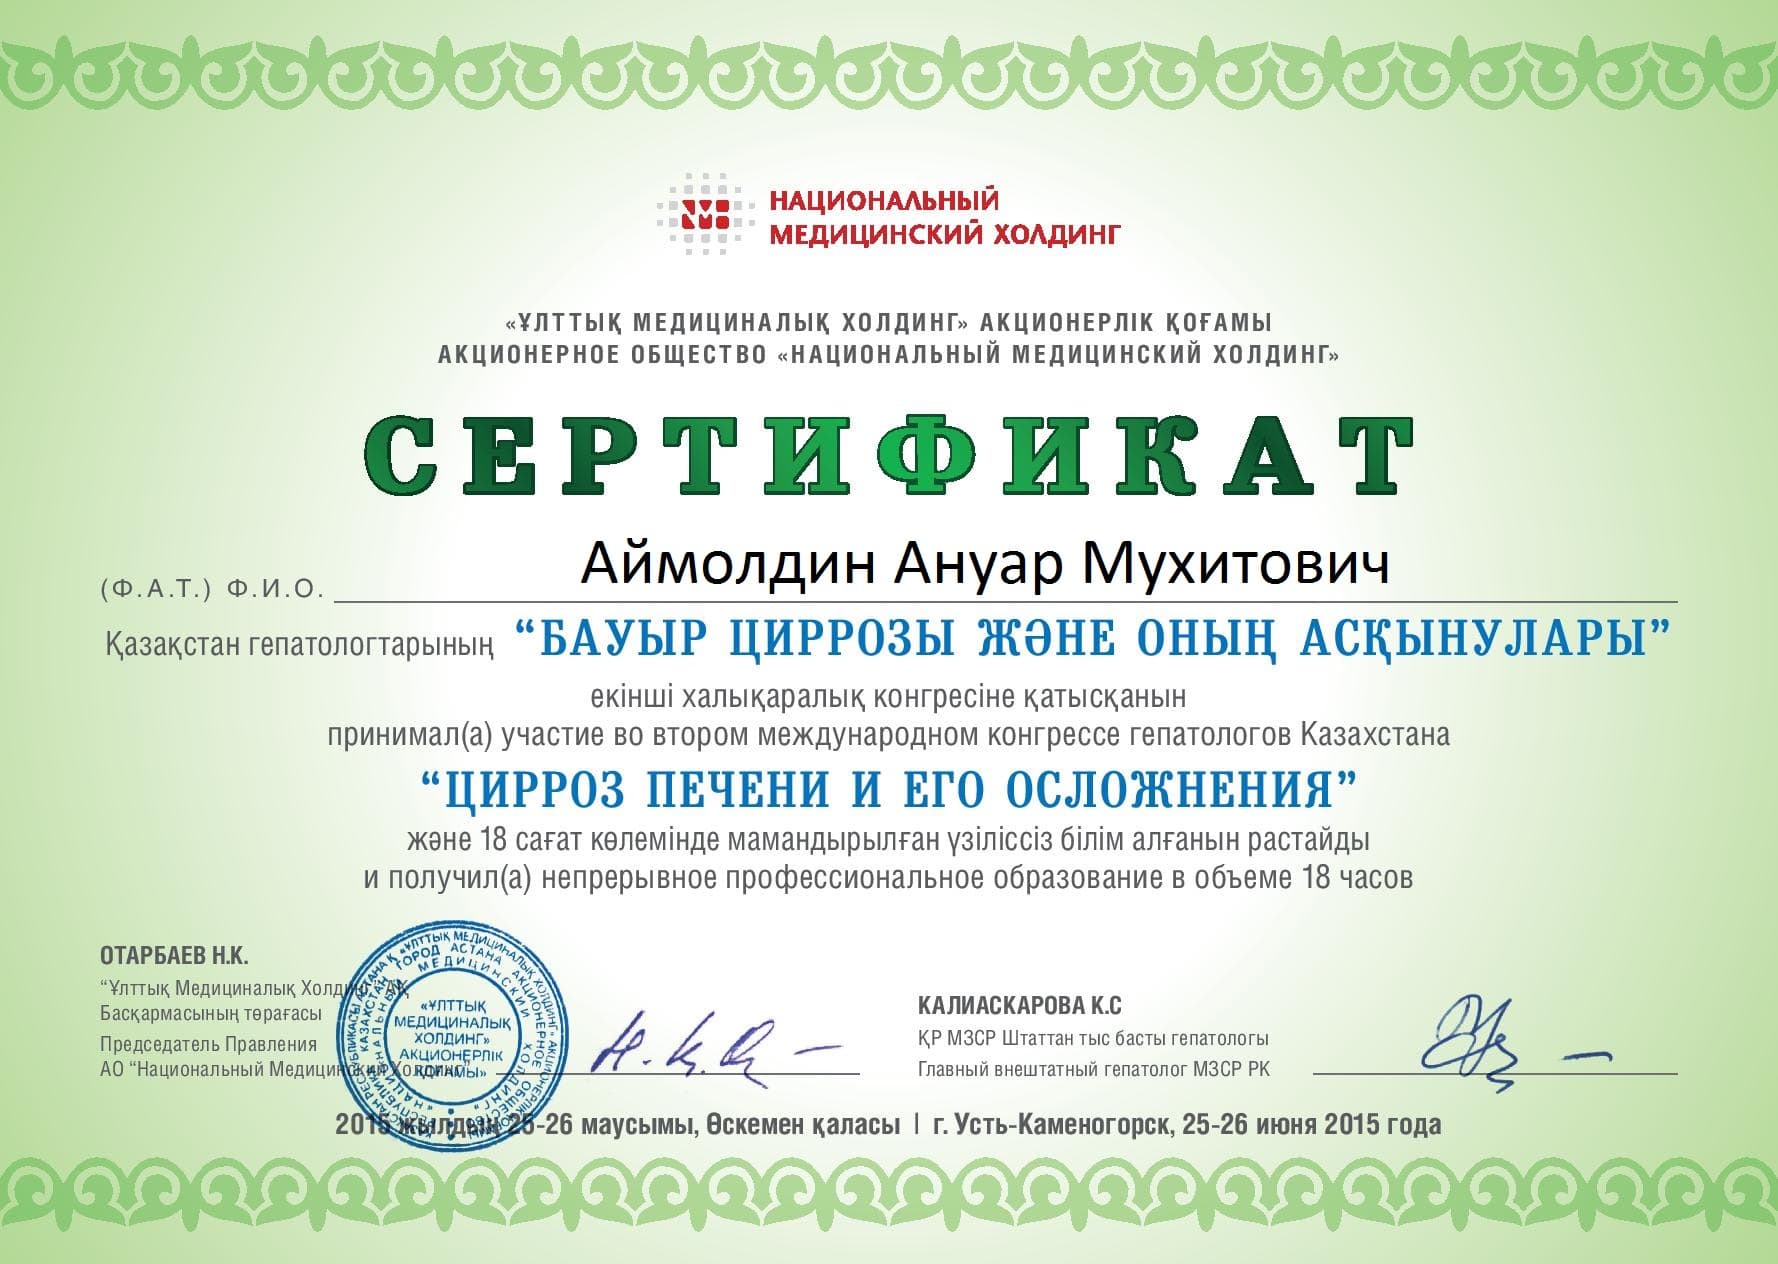 НАЦИОНАЛЬНЫЙ
МЕДИЦИНСКИЙ ХОЛДИНГ
«ҰЛТТЫҚ МЕДИЦИНАЛЫҚ ХОЛДИНГ» АКЦИОНЕРЛІК ҚОҒАМЫ
АКЦИОНЕРНОЕ ОБЩЕСТВО «НАЦИОНАЛЬНЫЙ МЕДИЦИНСКИЙ ХОЛДИНГ»
СЕРТИФИКАТ
Аймолдин Ануар Мухитович
(Ф.А.Т.) Ф.И.О.
Қазақстан гепатологтарының “БАУЫР ЦИРРОЗЫ ЖӘНЕ ОНЫҢ АСҚЫНУЛАРЫ”
екінші халықаралық конгресіне қатысқанын
принимал(а) участие во втором международном конгрессе гепатологов Казахстана
“ЦИРРОЗ ПЕЧЕНИ И ЕГО ОСЛОЖНЕНИЯ”
және 18 сағат көлемінде мамандырылған үзіліссіз білім алғанын растайды
и получил(а) непрерывное профессиональное образование в объеме 18 часов
ОТАРБАЕВ Н.К.
“Ұлттық Медициналық Холдинг” АҚ
Басқармасының төрағасы
Председатель Правления
АО “Национальный Медицинский Холдинг”
«ҰЛТТЫҚ
МЕДИЦИНАЛЫҚ
ХОЛДИНГ»
АКЦИОНЕРЛІК
ҚОҒАМЫ»
КАЛИАСКАРОВА К.С
ҚР МЗСР Штаттан тыс басты гепатологы
Главный внештатный гепатолог МЗСР РК
2015 жылдың 25-26 маусымы, Өскемен қаласы | г. Усть-Каменогорск, 25-26 июня 2015 года